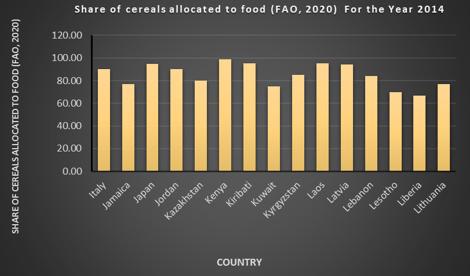 Share of cereals allocated to food (FAO, 2020) For the Year 2014
SHARE OF CEREALS ALLOCATED TO FOOD (FAO, 2020)
120.00
100.00
80.00
60.00
40.00
20.00
0.00
Italy
Jamaica
Japan
Jordan
Kazakhstan
Kenya
Kiribati
Kuwait
Kyrgyzstan
Laos
Latvia
Lebanon
Lesotho
Liberia
Lithuania
COUNTRY